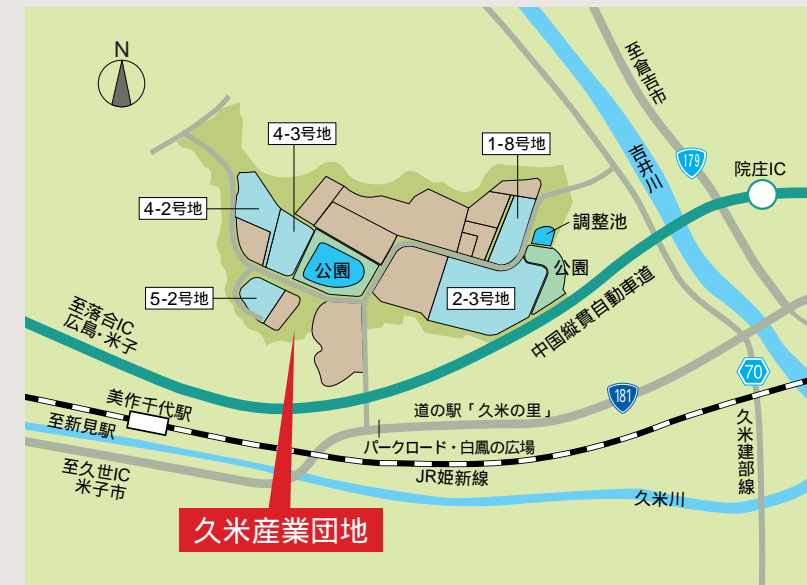 N
至倉吉市
4-3号地
1-8号地
179
吉井川
院庄IC
4-2号地
調整池
公園
公園
5-2号地
2-3号地
至落合IC
広島・米子
中国縦貫自動車道
70
181
美作千代駅
道の駅「久米の里」
至新見駅
パークロード・白鳳の広場
久米建部線
至久世IC
米子市
JR姫新線
久米川
久米産業団地